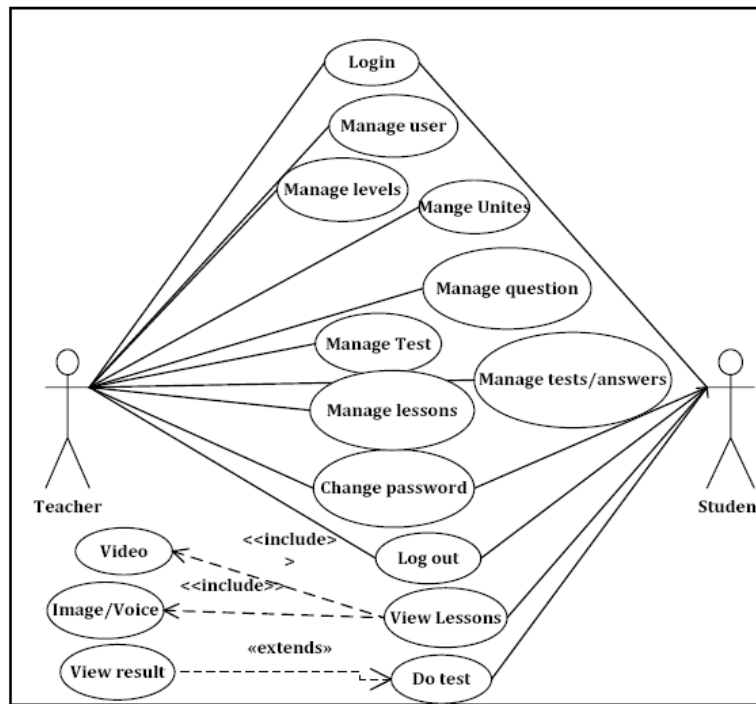 Login
Manage user
Manage levels
Mange Unites
Manage question
Manage Test
Manage tests/answers
Manage lessons
Teacher
Studen
Change password
Log out
Video
<<include>
>
Image/Voice
<<include>>
View Lessons
View result
«extends»
Do test